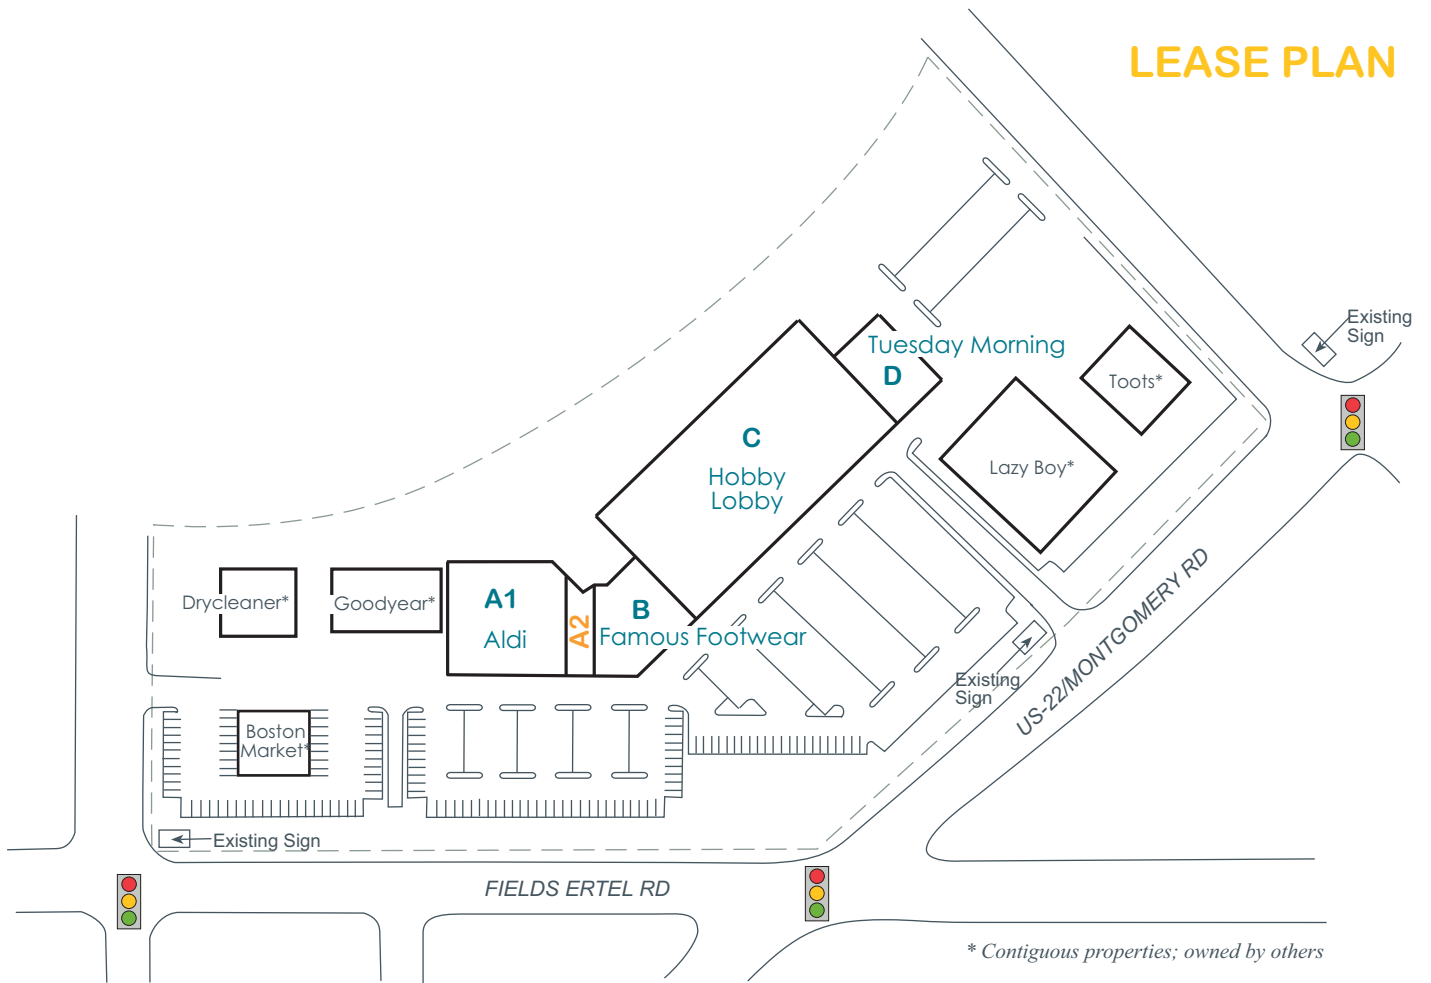 LEASE PLAN
Existing
Sign
Tuesday Morning
D
Toots*
C
Hobby
Lobby
Lazy Boy*
Drycleaner*
Goodyear*
A1
Aldi
A2
B
Famous Footwear
Existing
Sign
US-22/MONTGOMERY RD
Boston
Market*
Existing Sign
FIELDS ERTEL RD
* Contiguous properties; owned by others